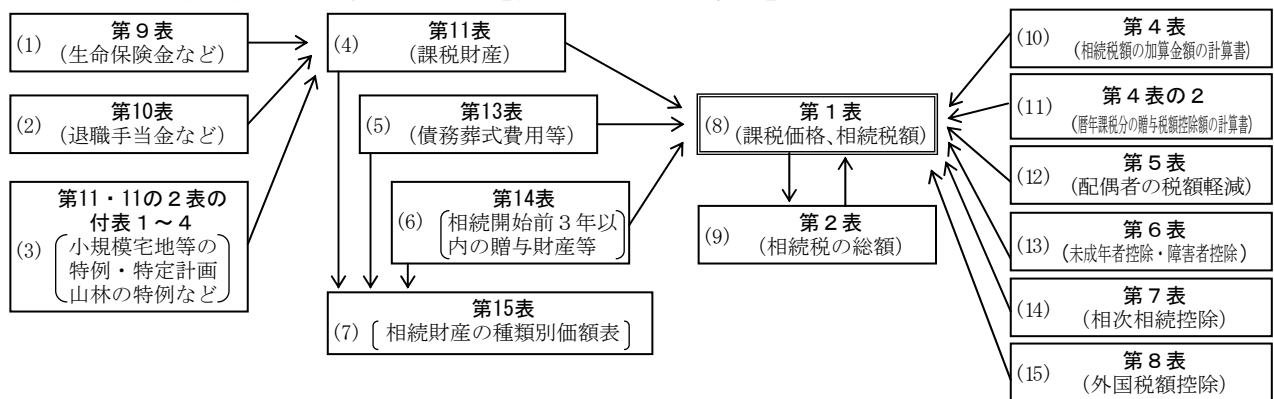 (1) 第９表
(生命保険金など)
(2) 第10表
(退職手当金など)
(3) 第11・11の２表の
付表１～４
小規模宅地等の
特例・特定計画
山林の特例など
(4) 第11表
(課税財産)
(5) 第13表
(債務葬式費用等)
(6) 第14表
相続開始前３年以
内の贈与財産等
(7) 第15表
相続財産の種類別価額表
(8) 第１表
(課税価格、相続税額)
(9) 第２表
(相続税の総額)
(10) 第４表
(相続税額の加算金額の計算書)
(11) 第４表の２
(暦年課税分の贈与税額控除額の計算書)
(12) 第５表
(配偶者の税額軽減)
(13) 第６表
(未成年者控除・障害者控除)
(14) 第７表
(相次相続控除)
(15) 第８表
(外国税額控除)